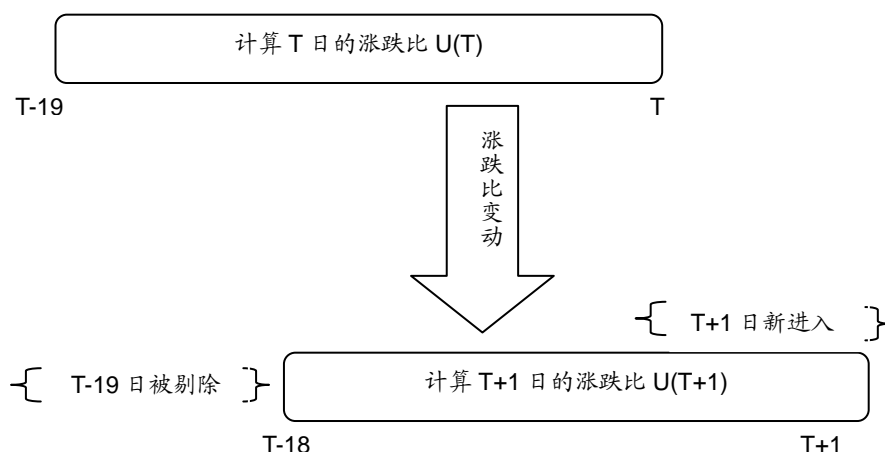 计算 T 日的涨跌比 U(T)
T-19
T
涨跌比变动
T+1 日新进入
T-19 日被剔除
计算 T+1 日的涨跌比 U(T+1)
T-18
T+1